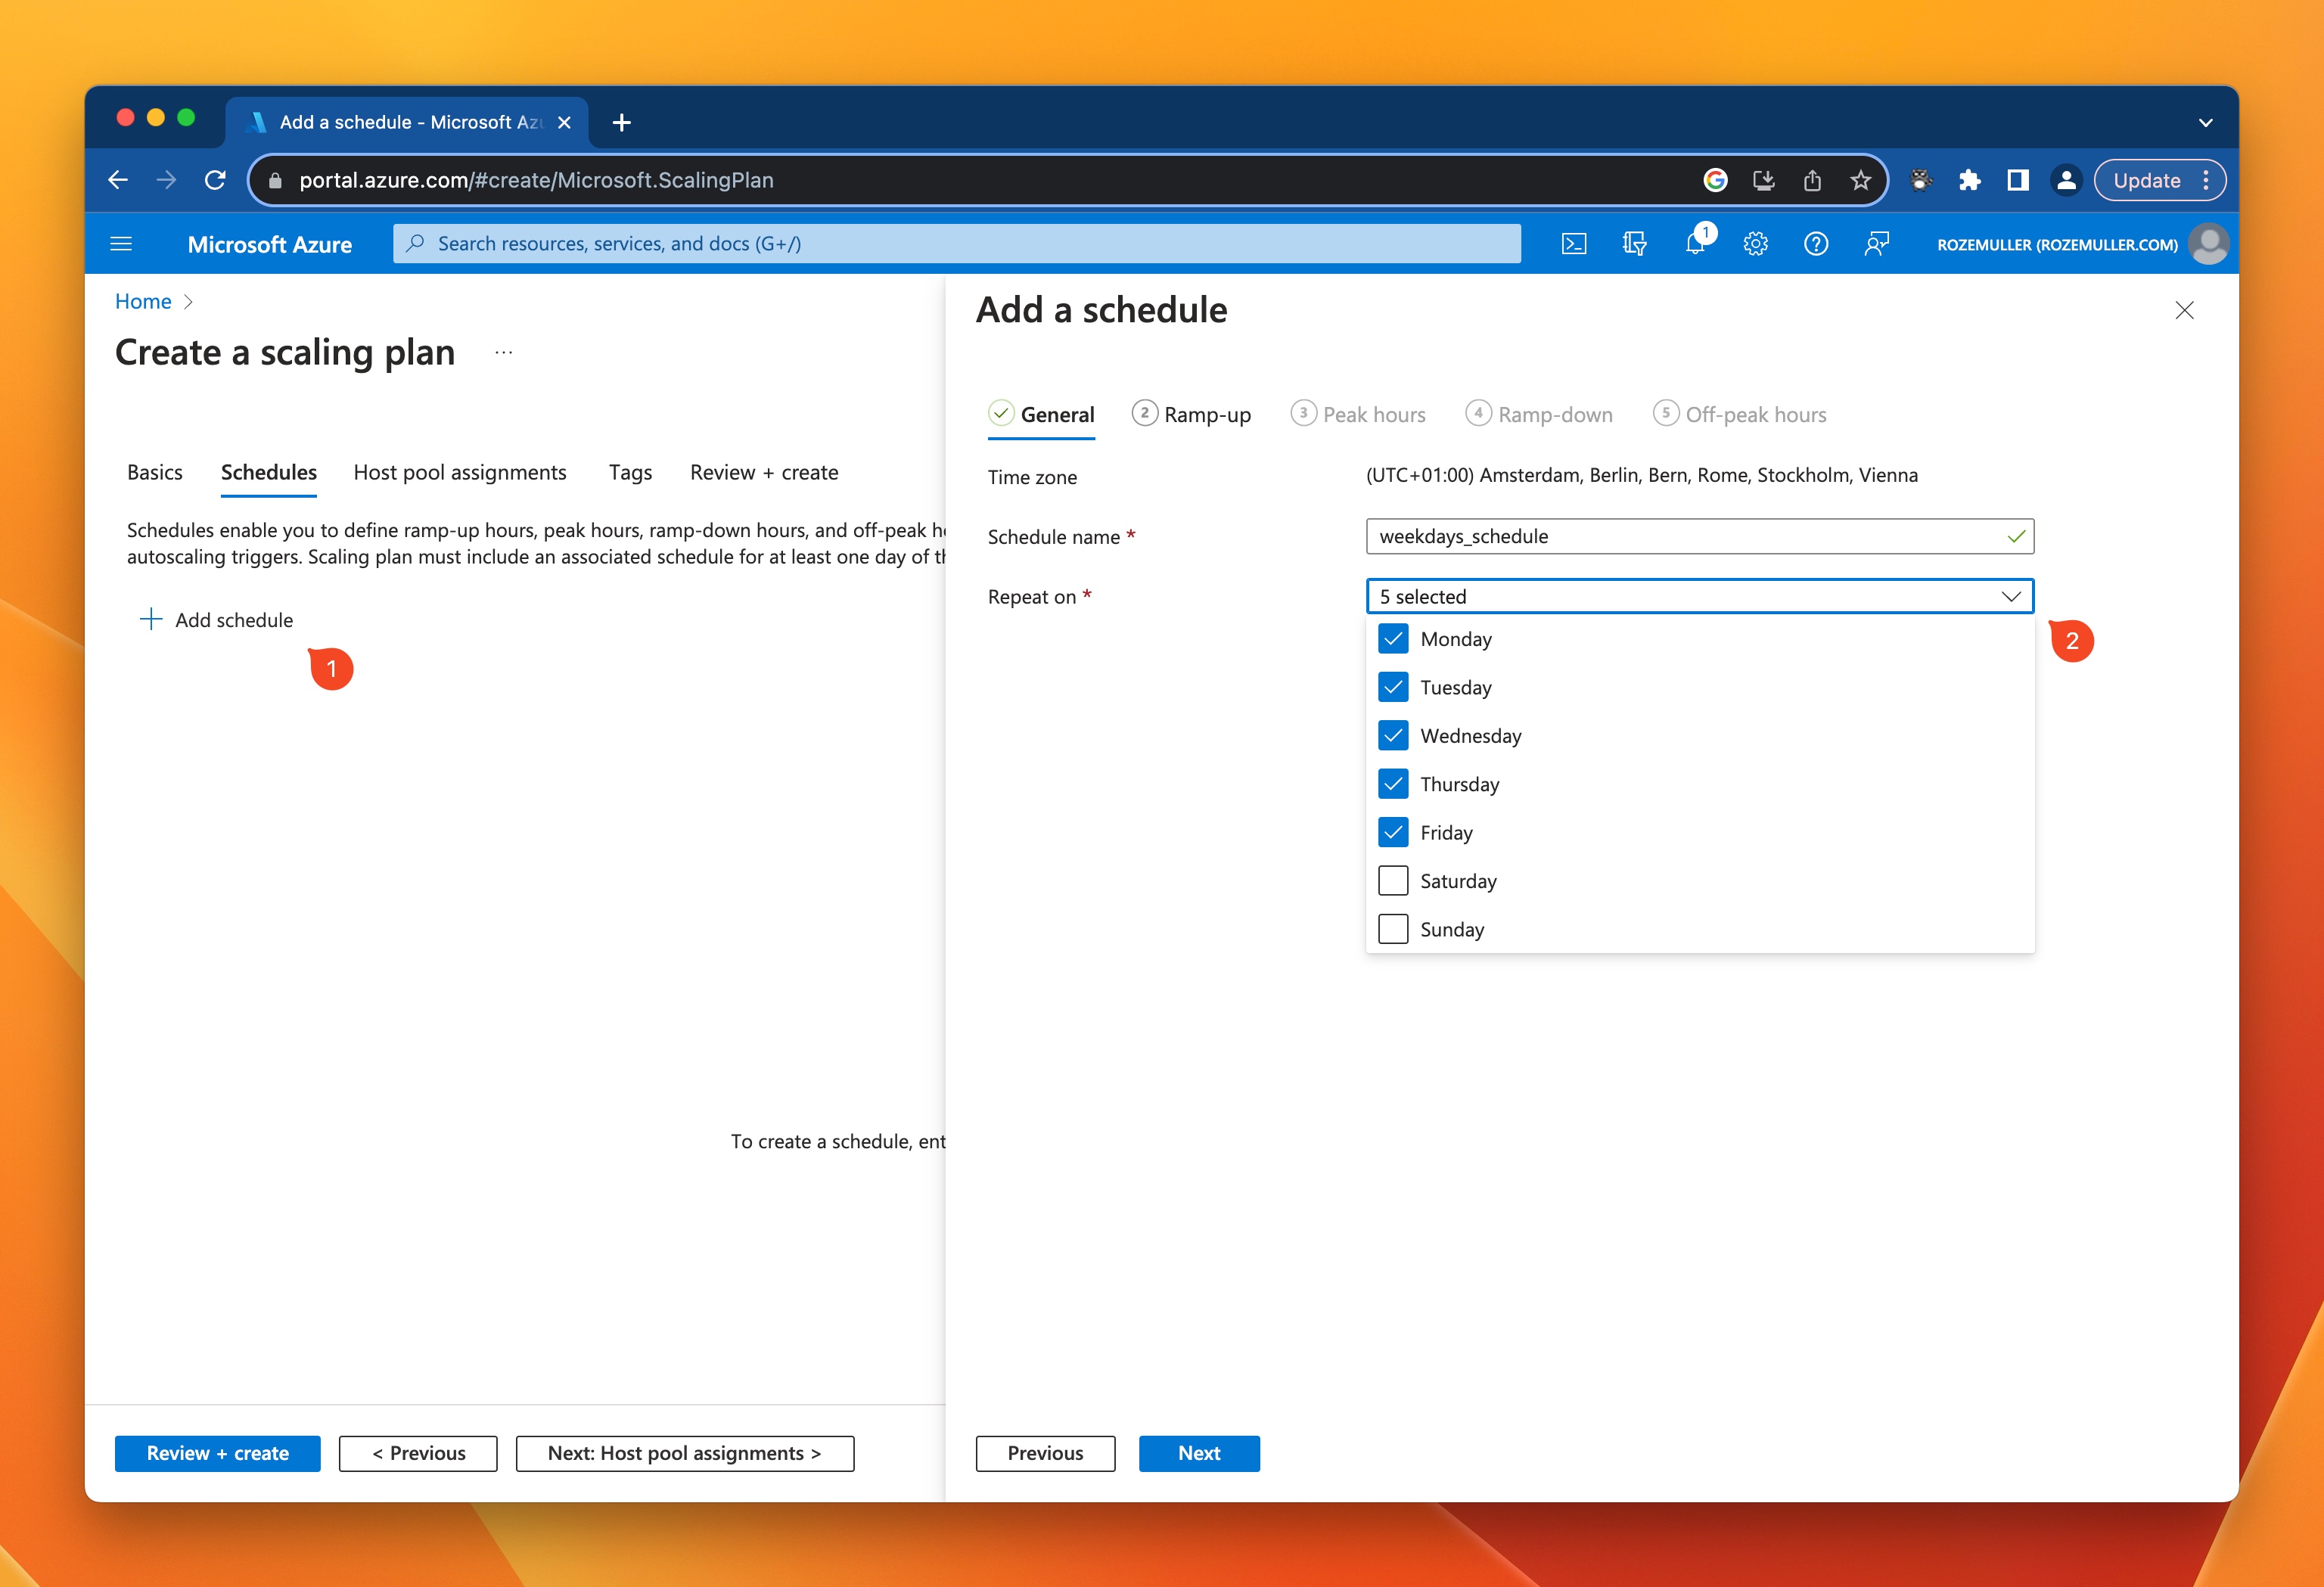 Add a schedule - Microsoft Az
portal.azure.com/#create/Microsoft.ScalingPlan
Update
Microsoft Azure
Search resources, services, and docs (G+/)
1
ROZEMULLER (ROZEMULLER.COM)
Home
Create a scaling plan
...
Basics
Schedules
Host pool assignments
Tags
Review + create
Schedules enable you to define ramp-up hours, peak hours, ramp-down hours, and off-peak
autoscaling triggers. Scaling plan must include an associated schedule for at least one day of
Add schedule
1
To create a schedule, ent
Review + create
< Previous
Next: Host pool assignments >
Add a schedule
General
2 Ramp-up
3 Peak hours
4 Ramp-down
5 Off-peak hours
Time zone
(UTC+01:00) Amsterdam, Berlin, Bern, Rome, Stockholm, Vienna
Schedule name *
weekdays_schedule
Repeat on *
5 selected
2
Monday
Tuesday
Wednesday
Thursday
Friday
Saturday
Sunday
Previous
Next